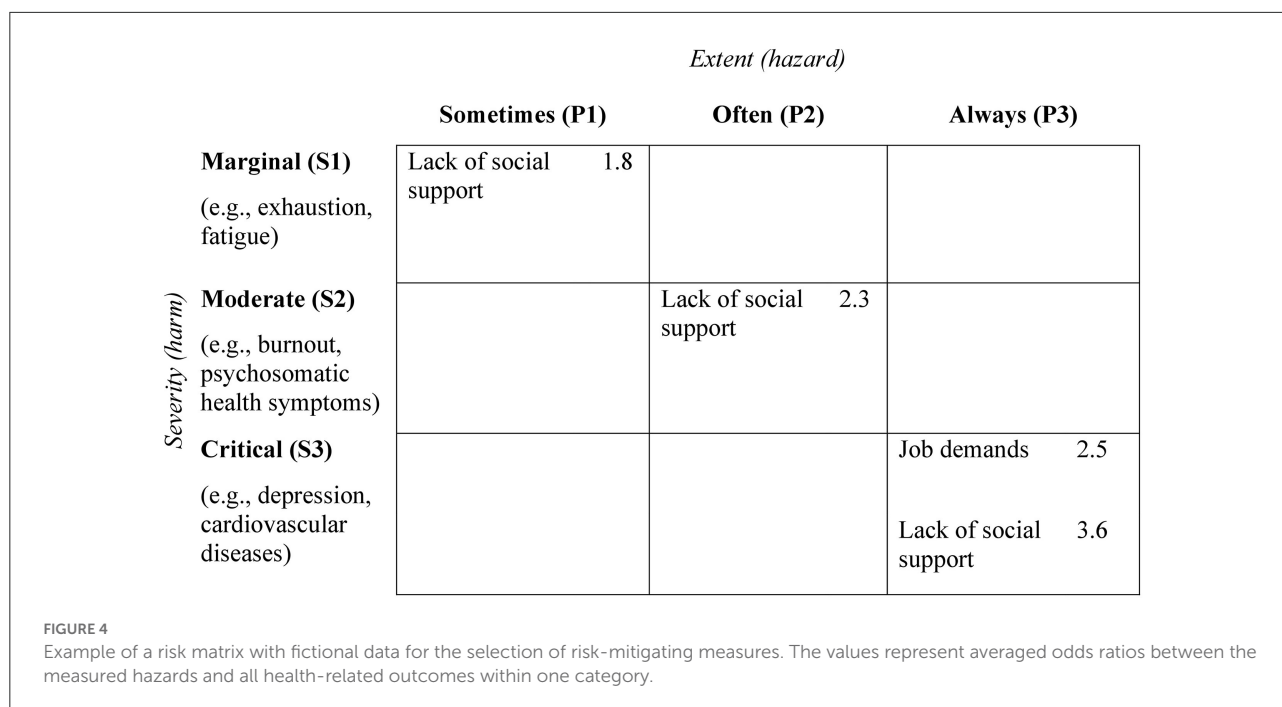 Extent (hazard)
Sometimes (P1) Often (P2) Always (P3)
Severity (harm)
Marginal (S1)
(e.g., exhaustion,
fatigue)
Lack of social 1.8
support
Moderate (S2)
(e.g., burnout,
psychosomatic
health symptoms)
Lack of social 2.3
support
Critical (S3)
(e.g., depression,
cardiovascular
diseases)
Job demands 2.5
Lack of social 3.6
support
FIGURE 4
Example of a risk matrix with fictional data for the selection of risk-mitigating measures. The values represent averaged odds ratios between the
measured hazards and all health-related outcomes within one category.